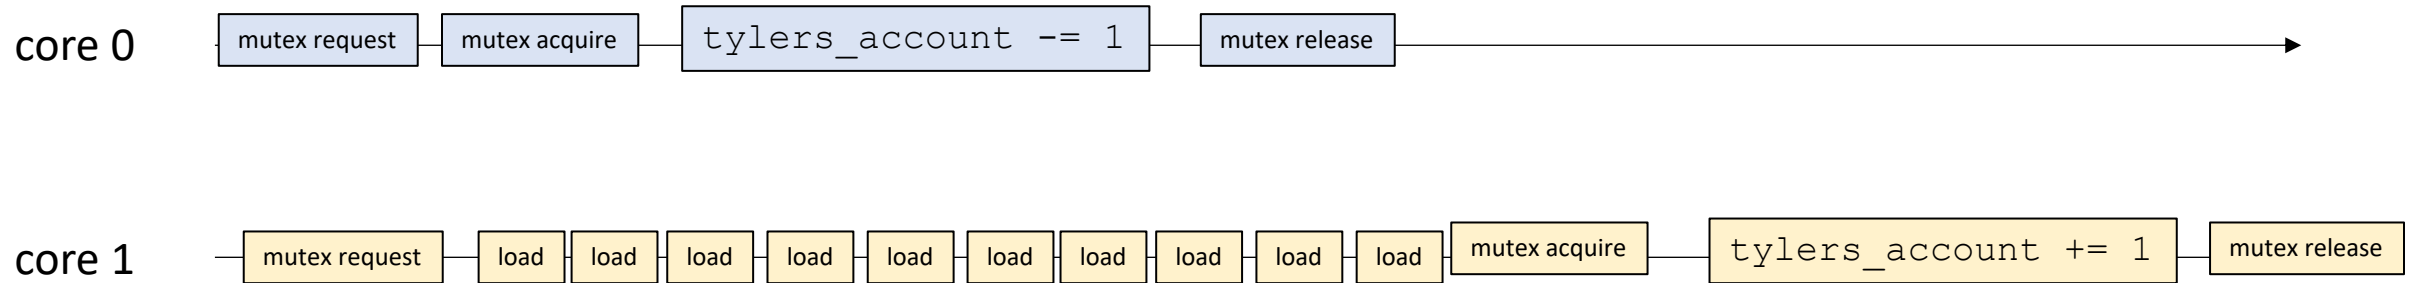 core 0 mutex request mutex acquire tylers_account -= 1 mutex release
core 1 mutex request load load load load load load load load load load mutex acquire tylers_account += 1 mutex release